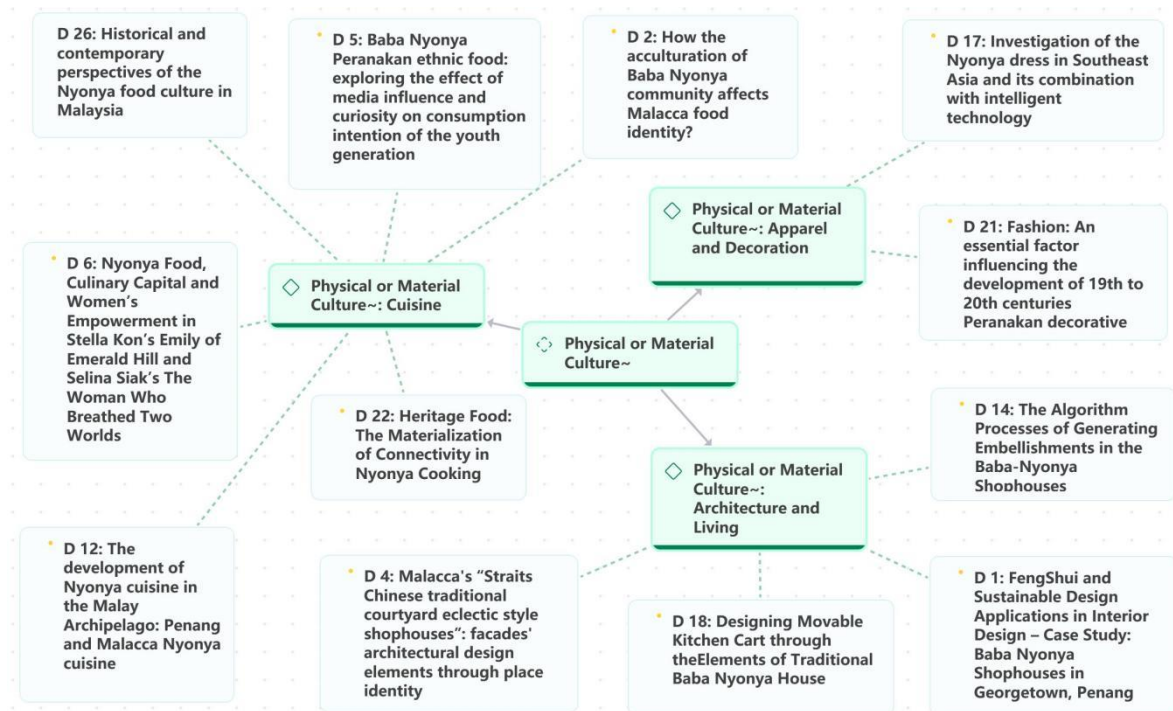 D 26: Historical and
contemporary
perspectives of the
Nyonya food culture in
Malaysia
D 5: Baba Nyonya
Peranakan ethnic food:
exploring the effect of
media influence and
curiosity on consumption
intention of the youth
generation
D 2: How the
acculturation of
Baba Nyonya
community affects
Malacca food
identity?
D 17: Investigation of the
Nyonya dress in Southeast
Asia and its combination
with intelligent
technology
Physical or Material
Culture~: Apparel
and Decoration
D 21: Fashion: An
essential factor
influencing the
development of 19th to
20th centuries
Peranakan decorative
D 6: Nyonya Food,
Culinary Capital and
Women's
Empowerment in
Stella Kon's Emily of
Emerald Hill and
Selina Siak's The
Woman Who
Breathed Two
Worlds
Physical or Material
Culture~: Cuisine
Physical or Material
Culture~
D 22: Heritage Food:
The Materialization
of Connectivity in
Nyonya Cooking
D 14: The Algorithm
Processes of Generating
Embellishments in the
Baba-Nyonya
Shophouses
Physical or Material
Culture~:
Architecture and
Living
D 12: The
development of
Nyonya cuisine in
the Malay
Archipelago: Penang
and Malacca Nyonya
cuisine
D 4: Malacca's “Straits
Chinese traditional
courtyard eclectic style
shophouses”: facades'
architectural design
elements through place
identity
D 18: Designing Movable
Kitchen Cart through
theElements of Traditional
Baba Nyonya House
D 1: FengShui and
Sustainable Design
Applications in Interior
Design – Case Study:
Baba Nyonya
Shophouses in
Georgetown, Penang